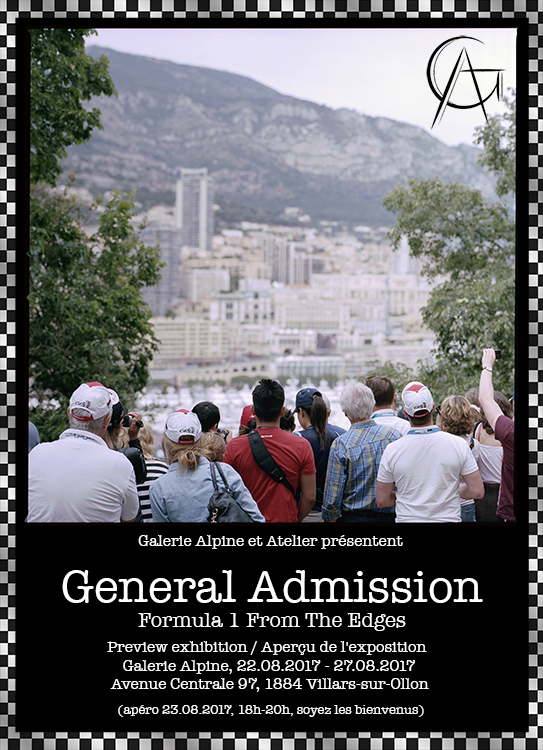 Galerie Alpine et Atelier présentent
General Admission
Formula 1 From The Edges
Preview exhibition / Aperçu de l'exposition
Galerie Alpine, 22.08.2017 - 27.08.2017
Avenue Centrale 97, 1884 Villars-sur-Ollon
(apéro 23.08.2017, 18h-20h, soyez les bienvenus)